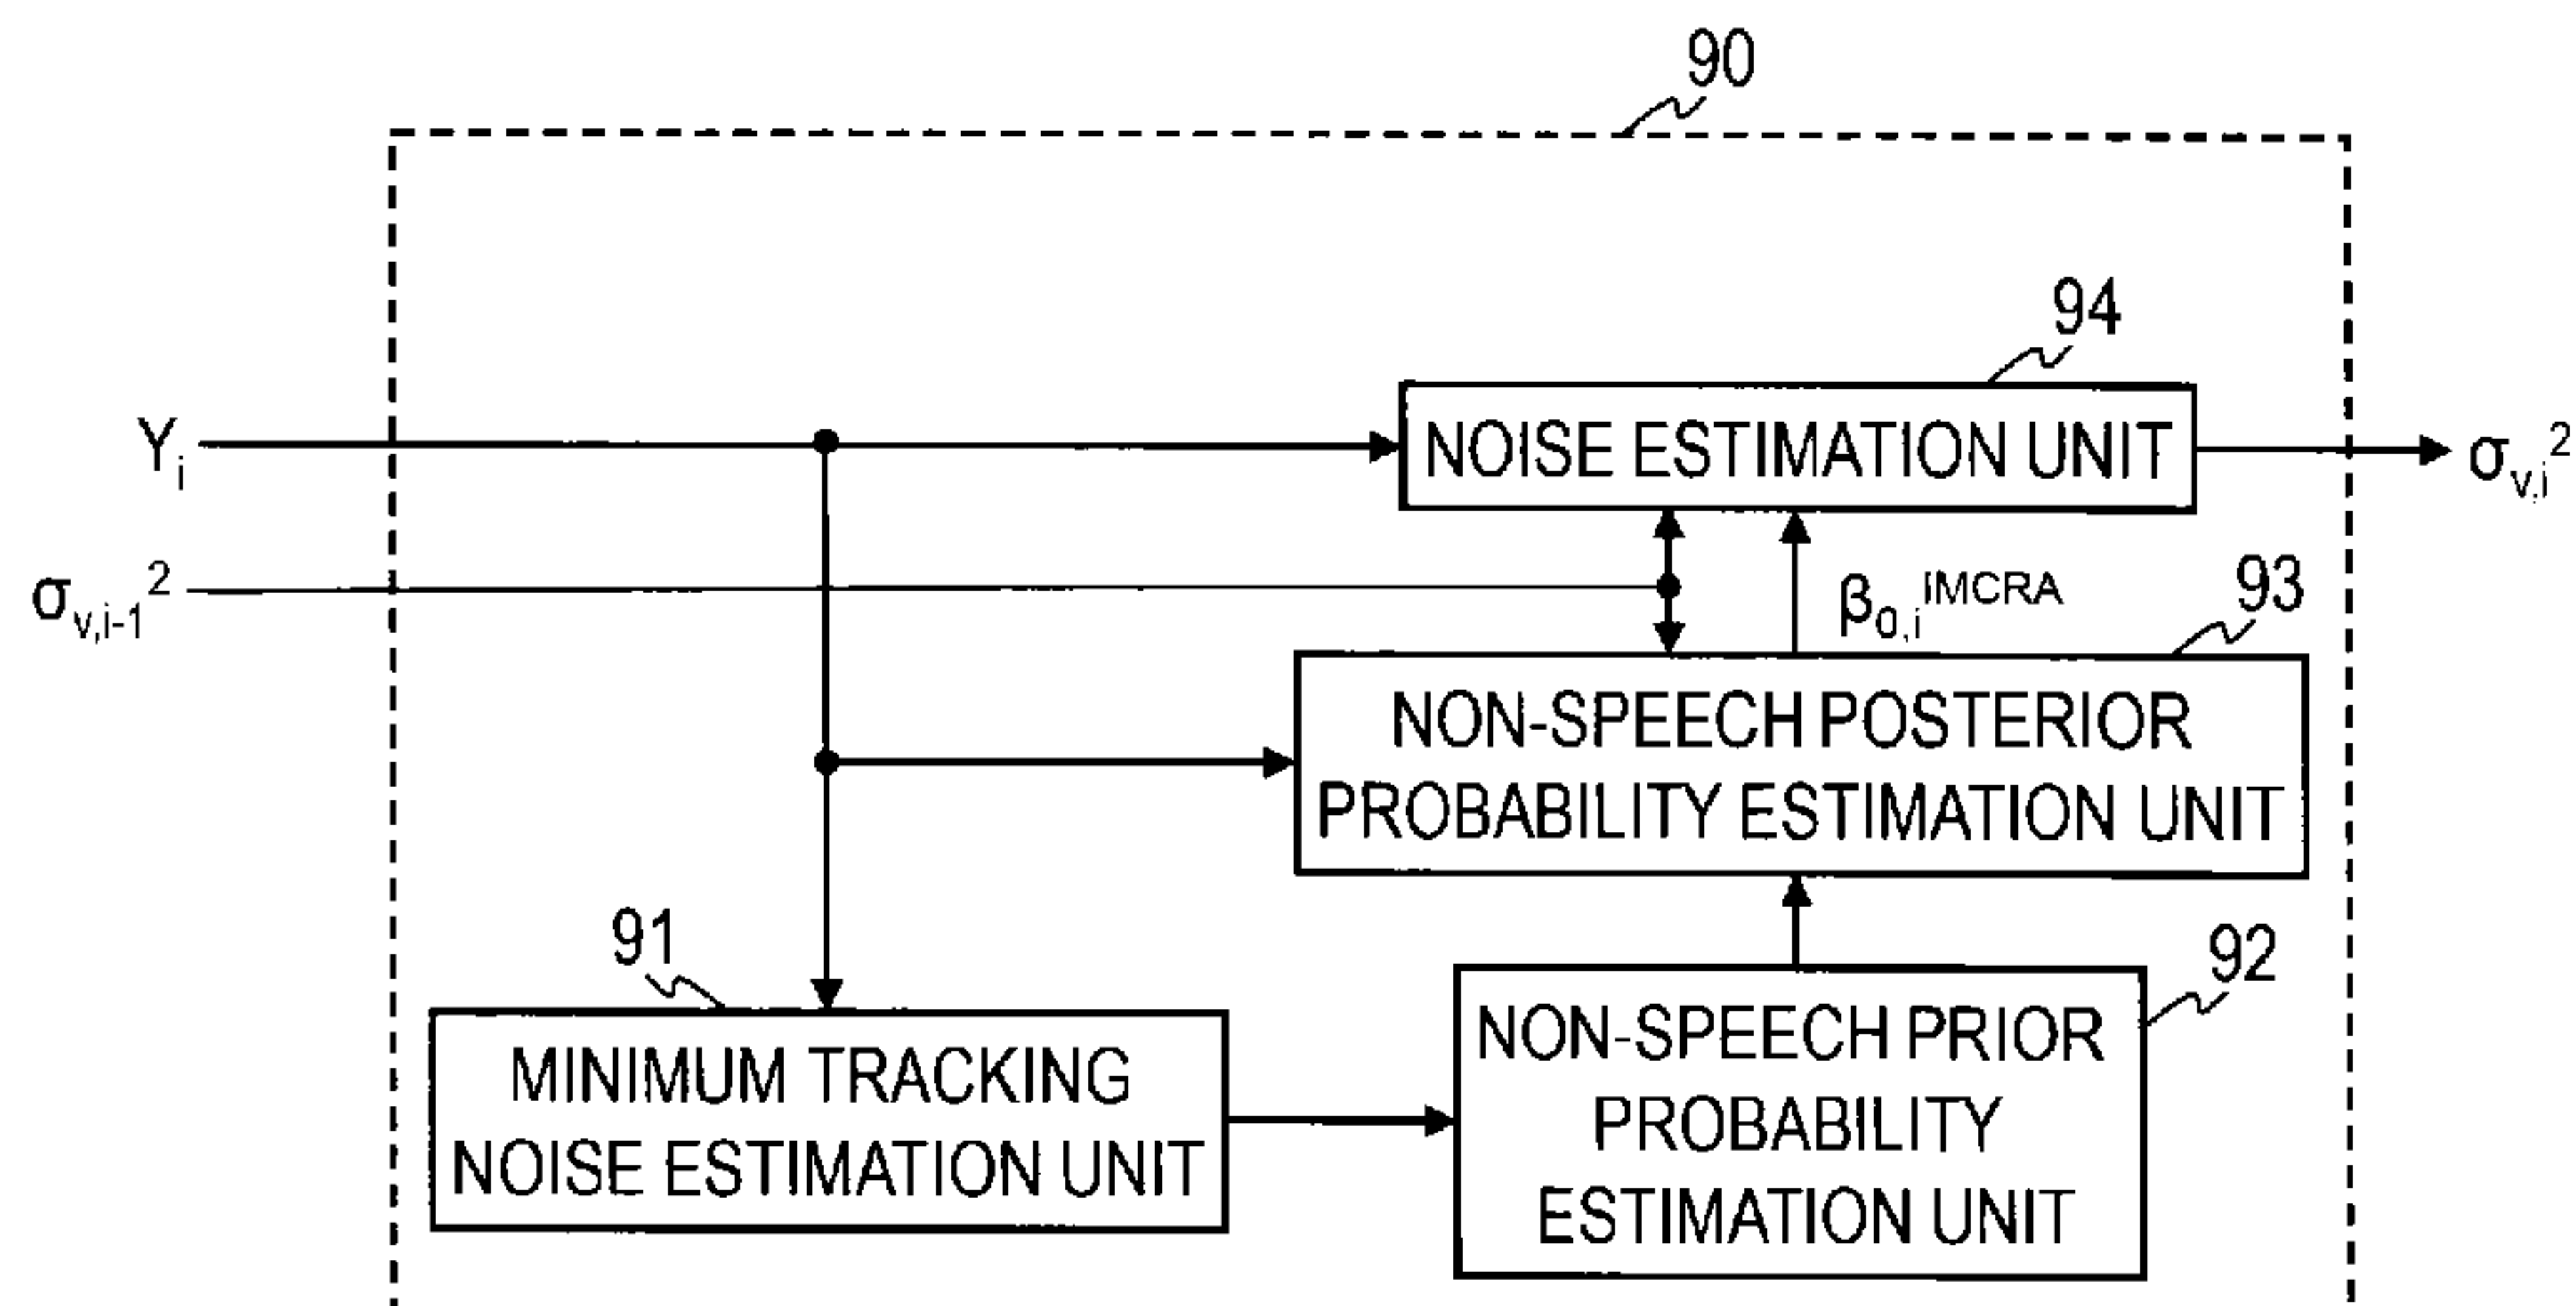 90
94
Yᵢ
NOISE ESTIMATION UNIT
σᵥ,ᵢ²
σᵥ,ᵢ₋₁²
β₀,ᵢᴵᴹᶜᴿᴬ
93
NON-SPEECH POSTERIOR
PROBABILITY ESTIMATION UNIT
91
92
MINIMUM TRACKING
NOISE ESTIMATION UNIT
NON-SPEECH PRIOR
PROBABILITY
ESTIMATION UNIT